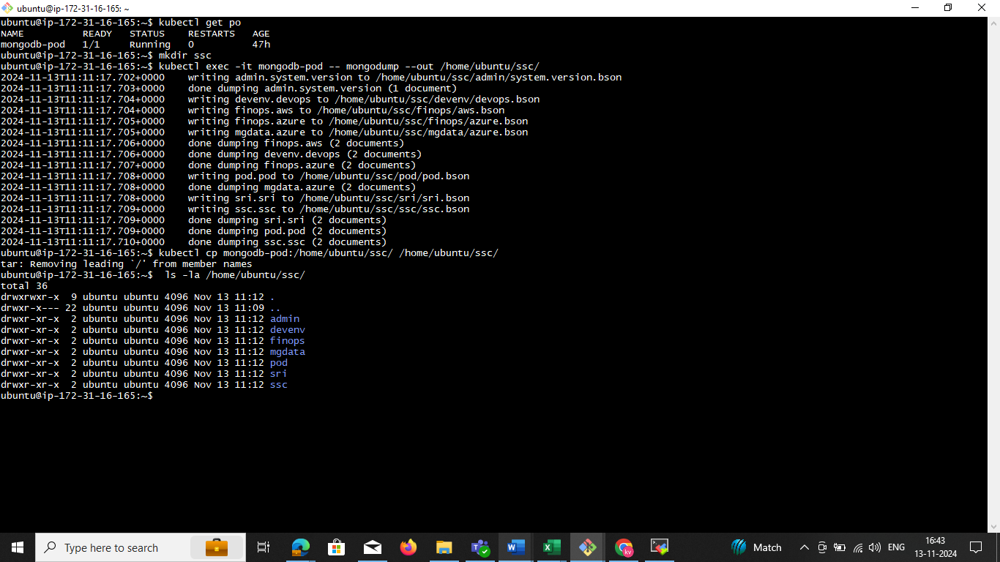 ubuntu@ip-172-31-16-165: ~
ubuntu@ip-172-31-16-165:~$ kubectl get po
NAME          READY   STATUS    RESTARTS   AGE
mongodb-pod   1/1     Running   0          47h
ubuntu@ip-172-31-16-165:~$ mkdir ssc
ubuntu@ip-172-31-16-165:~$ kubectl exec -it mongodb-pod -- mongodump --out /home/ubuntu/ssc/
2024-11-13T11:11:17.702+0000    writing admin.system.version to /home/ubuntu/ssc/admin/system.version.bson
2024-11-13T11:11:17.703+0000    done dumping admin.system.version (1 document)
2024-11-13T11:11:17.704+0000    writing devenv.devops to /home/ubuntu/ssc/devenv/devops.bson
2024-11-13T11:11:17.704+0000    writing finops.aws to /home/ubuntu/ssc/finops/aws.bson
2024-11-13T11:11:17.705+0000    writing finops.azure to /home/ubuntu/ssc/finops/azure.bson
2024-11-13T11:11:17.705+0000    writing mgdata.azure to /home/ubuntu/ssc/mgdata/azure.bson
2024-11-13T11:11:17.706+0000    done dumping finops.aws (2 documents)
2024-11-13T11:11:17.706+0000    done dumping devenv.devops (2 documents)
2024-11-13T11:11:17.707+0000    done dumping finops.azure (2 documents)
2024-11-13T11:11:17.708+0000    writing pod.pod to /home/ubuntu/ssc/pod/pod.bson
2024-11-13T11:11:17.708+0000    done dumping mgdata.azure (2 documents)
2024-11-13T11:11:17.708+0000    writing sri.sri to /home/ubuntu/ssc/sri/sri.bson
2024-11-13T11:11:17.709+0000    writing ssc.ssc to /home/ubuntu/ssc/ssc/ssc.bson
2024-11-13T11:11:17.709+0000    done dumping sri.sri (2 documents)
2024-11-13T11:11:17.709+0000    done dumping pod.pod (2 documents)
2024-11-13T11:11:17.710+0000    done dumping ssc.ssc (2 documents)
ubuntu@ip-172-31-16-165:~$ kubectl cp mongodb-pod:/home/ubuntu/ssc/ /home/ubuntu/ssc/
tar: Removing leading `/' from member names
ubuntu@ip-172-31-16-165:~$  ls -la /home/ubuntu/ssc/
total 36
drwxrwxr-x  9 ubuntu ubuntu 4096 Nov 13 11:12 .
drwxr-x--- 22 ubuntu ubuntu 4096 Nov 13 11:09 ..
drwxr-xr-x  2 ubuntu ubuntu 4096 Nov 13 11:12 admin
drwxr-xr-x  2 ubuntu ubuntu 4096 Nov 13 11:12 devenv
drwxr-xr-x  2 ubuntu ubuntu 4096 Nov 13 11:12 finops
drwxr-xr-x  2 ubuntu ubuntu 4096 Nov 13 11:12 mgdata
drwxr-xr-x  2 ubuntu ubuntu 4096 Nov 13 11:12 pod
drwxr-xr-x  2 ubuntu ubuntu 4096 Nov 13 11:12 sri
drwxr-xr-x  2 ubuntu ubuntu 4096 Nov 13 11:12 ssc
ubuntu@ip-172-31-16-165:~$
Type here to search
kv
Match
ENG
16:43
13-11-2024